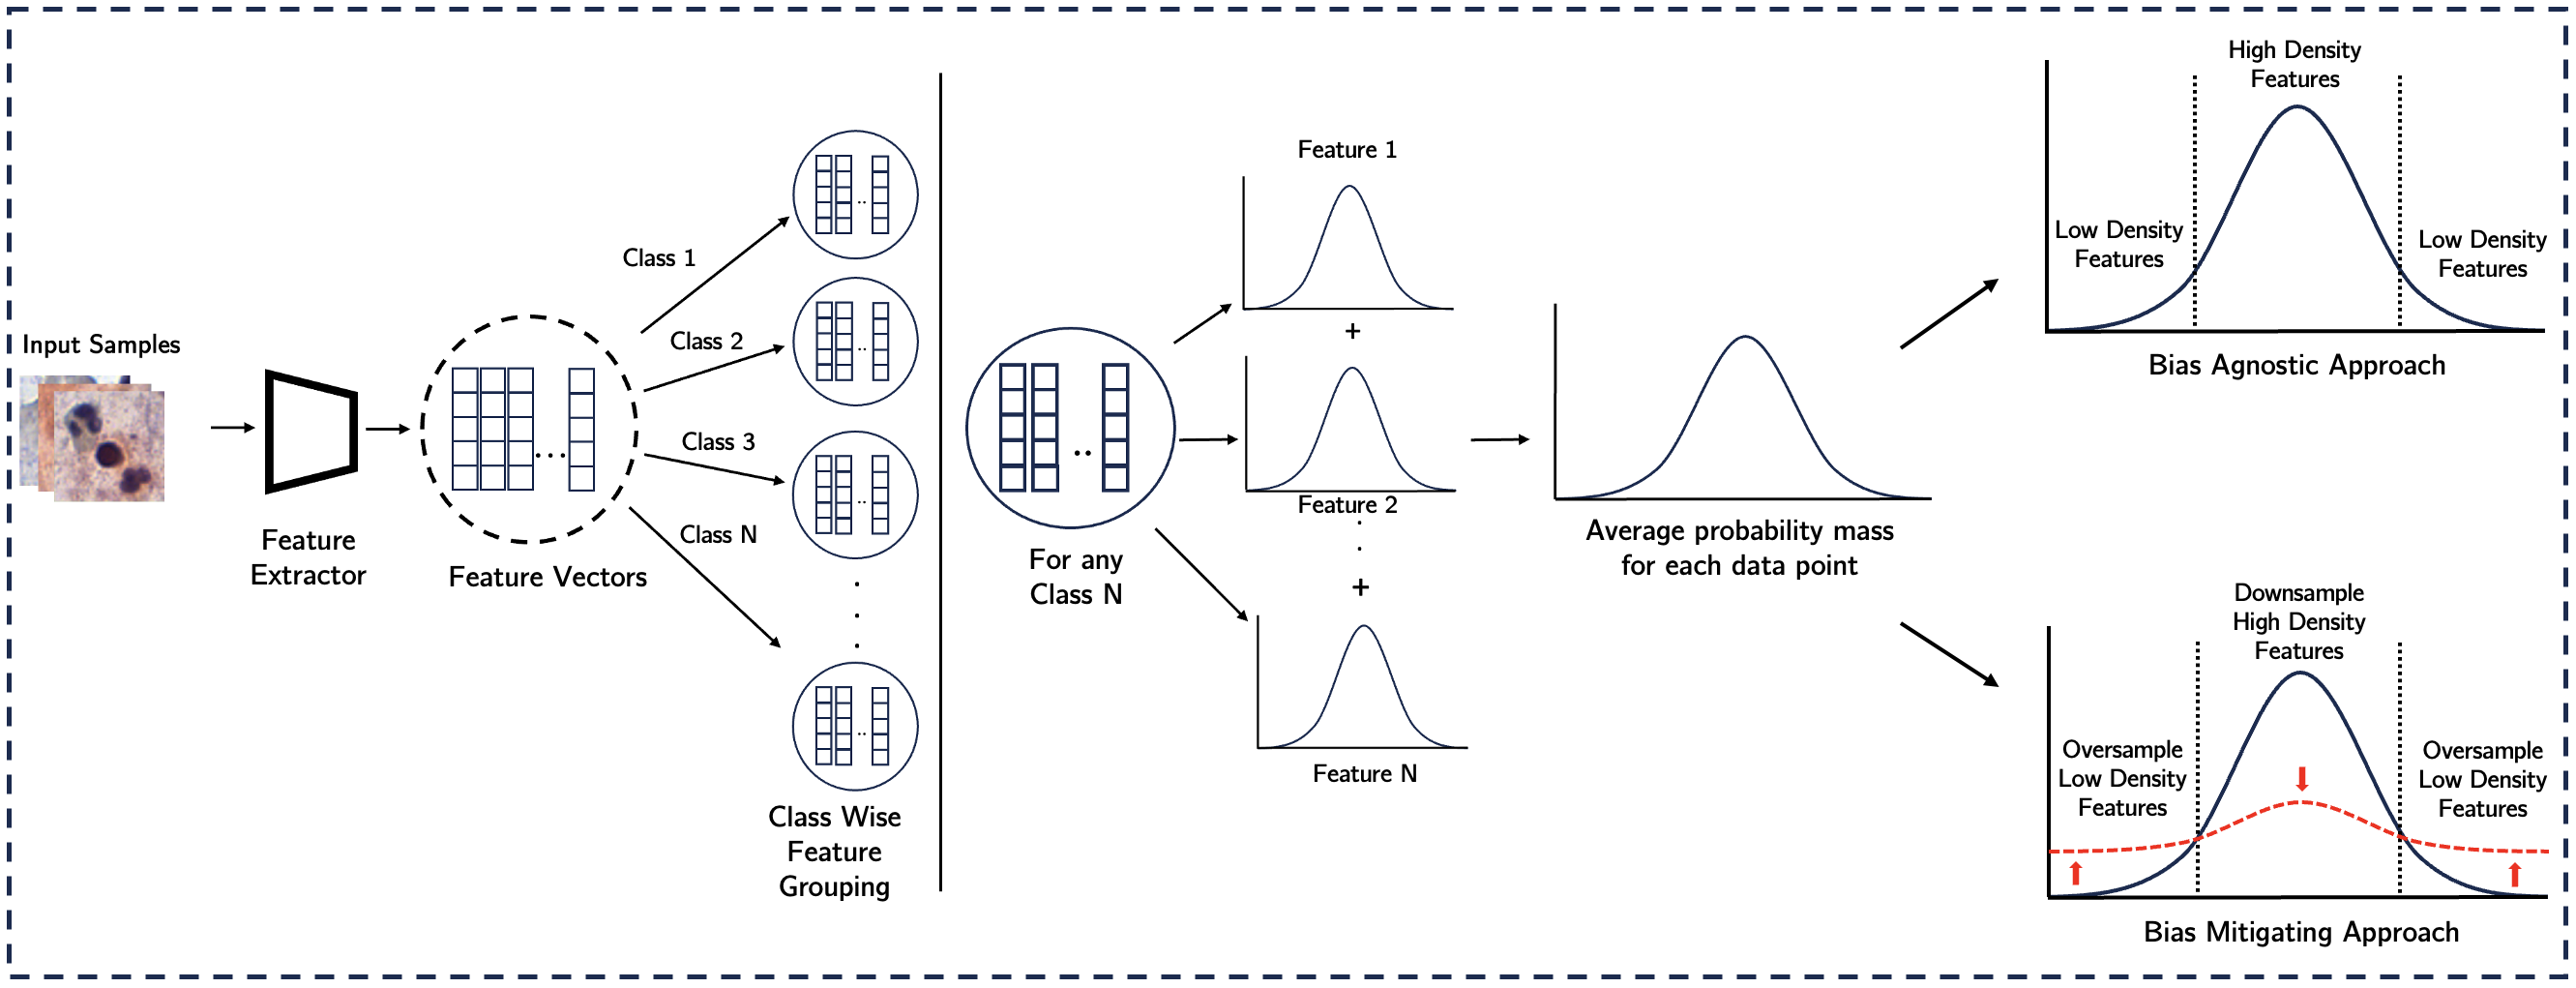 Input Samples
Feature
Extractor
Feature Vectors
Class 1
Class 2
Class 3
Class N
Class Wise
Feature
Grouping
For any
Class N
Feature 1
+
Feature 2
+
Feature N
Average probability mass
for each data point
High Density
Features
Low Density
Features
Low Density
Features
Bias Agnostic Approach
Downsample
High Density
Features
Oversample
Low Density
Features
Oversample
Low Density
Features
Bias Mitigating Approach